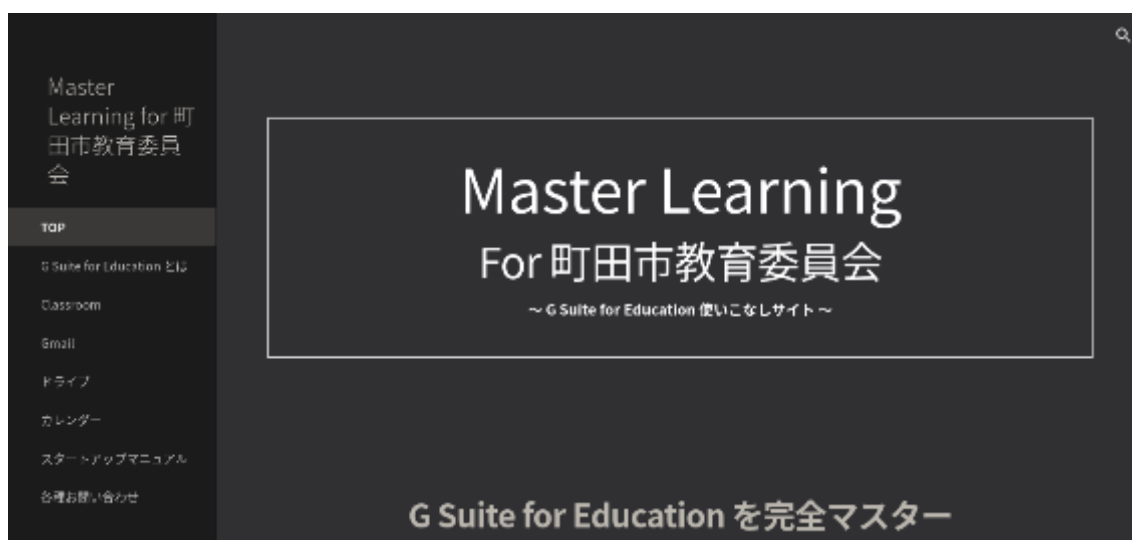 Master
Learning for 町
田市教育委員
会
TOP
G Suite for Education とは
Classroom
Gmail
ドライブ
カレンダー
スタートアップマニュアル
各種お問い合わせ
Master Learning
For 町田市教育委員会
～ G Suite for Education 使いこなしサイト ～
G Suite for Education を完全マスター